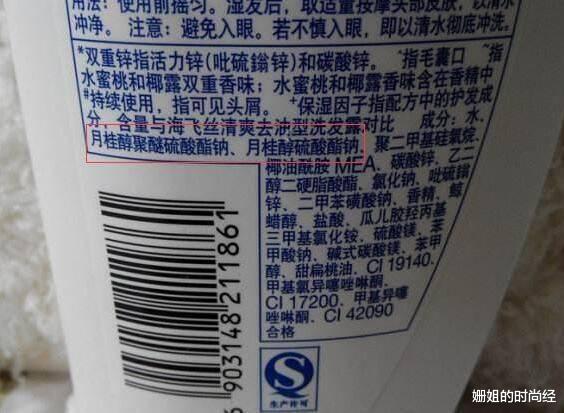 用法：使用前摇匀。湿发后，取适量按摩头部皮肤，以清
水冲净。注意：避免入眼。若不慎入眼，即以清水彻底冲洗。
*双重锌指活力锌(吡硫鎓锌)和碳酸锌。 ^指毛囊口 ~指
水蜜桃和椰露双重香味；水蜜桃和椰露香味含在香精中
#持续使用，指可见头屑。 +保湿因子指配方中的护发成
分，含量与海飞丝清爽去油型洗发露对比 成分：水、
月桂醇聚醚硫酸酯钠、月桂醇硫酸酯钠、聚二甲基硅氧烷、
椰油酰胺 MEA、碳酸锌、乙二
醇二硬脂酸酯、氯化钠、吡硫鎓
锌、二甲苯磺酸钠、香精、鲸
蜡醇、盐酸、瓜儿胶羟丙基
三甲基氯化铵、硫酸镁、苯
甲酸钠、碱式碳酸镁、苯甲
醇、甜扁桃油、CI 19140、
甲基氯异噻唑啉酮、
CI 17200、甲基异噻
唑啉酮、CI 42090
合格
6 903148 211861
生产许可
姗姐的时尚经